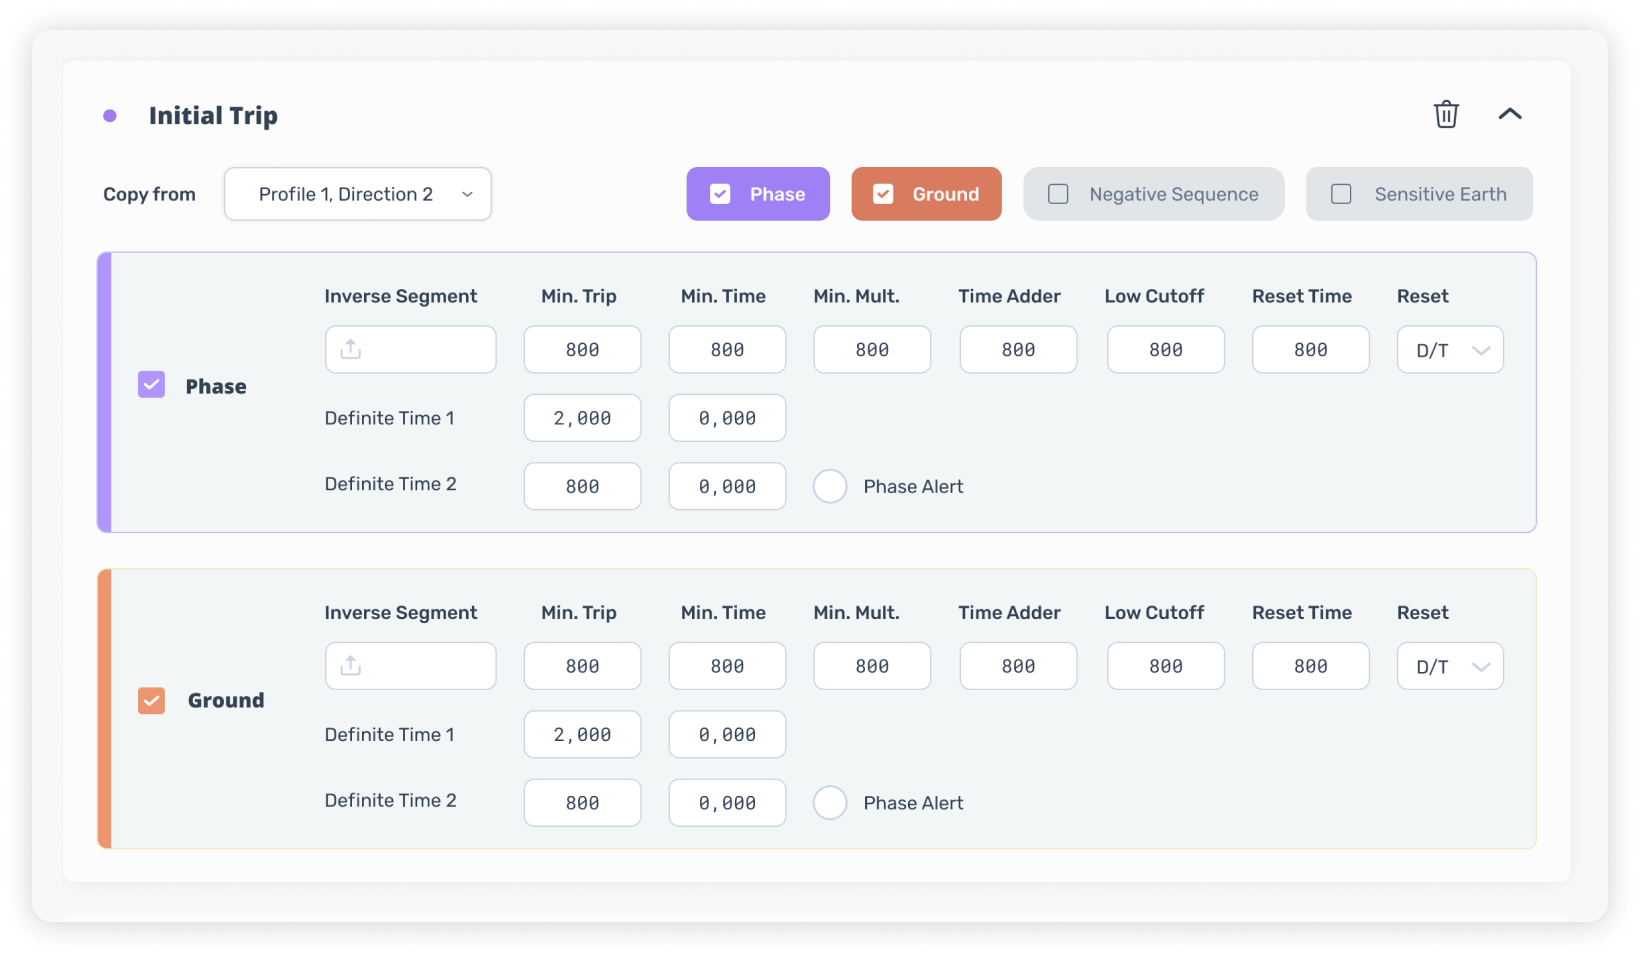 Initial Trip
Copy from Profile 1, Direction 2 Phase Ground Negative Sequence Sensitive Earth
Inverse Segment Min. Trip Min. Time Min. Mult. Time Adder Low Cutoff Reset Time Reset
800 800 800 800 800 800 D/T
Phase
Definite Time 1 2,000 0,000
Definite Time 2 800 0,000 Phase Alert
Inverse Segment Min. Trip Min. Time Min. Mult. Time Adder Low Cutoff Reset Time Reset
800 800 800 800 800 800 D/T
Ground
Definite Time 1 2,000 0,000
Definite Time 2 800 0,000 Phase Alert